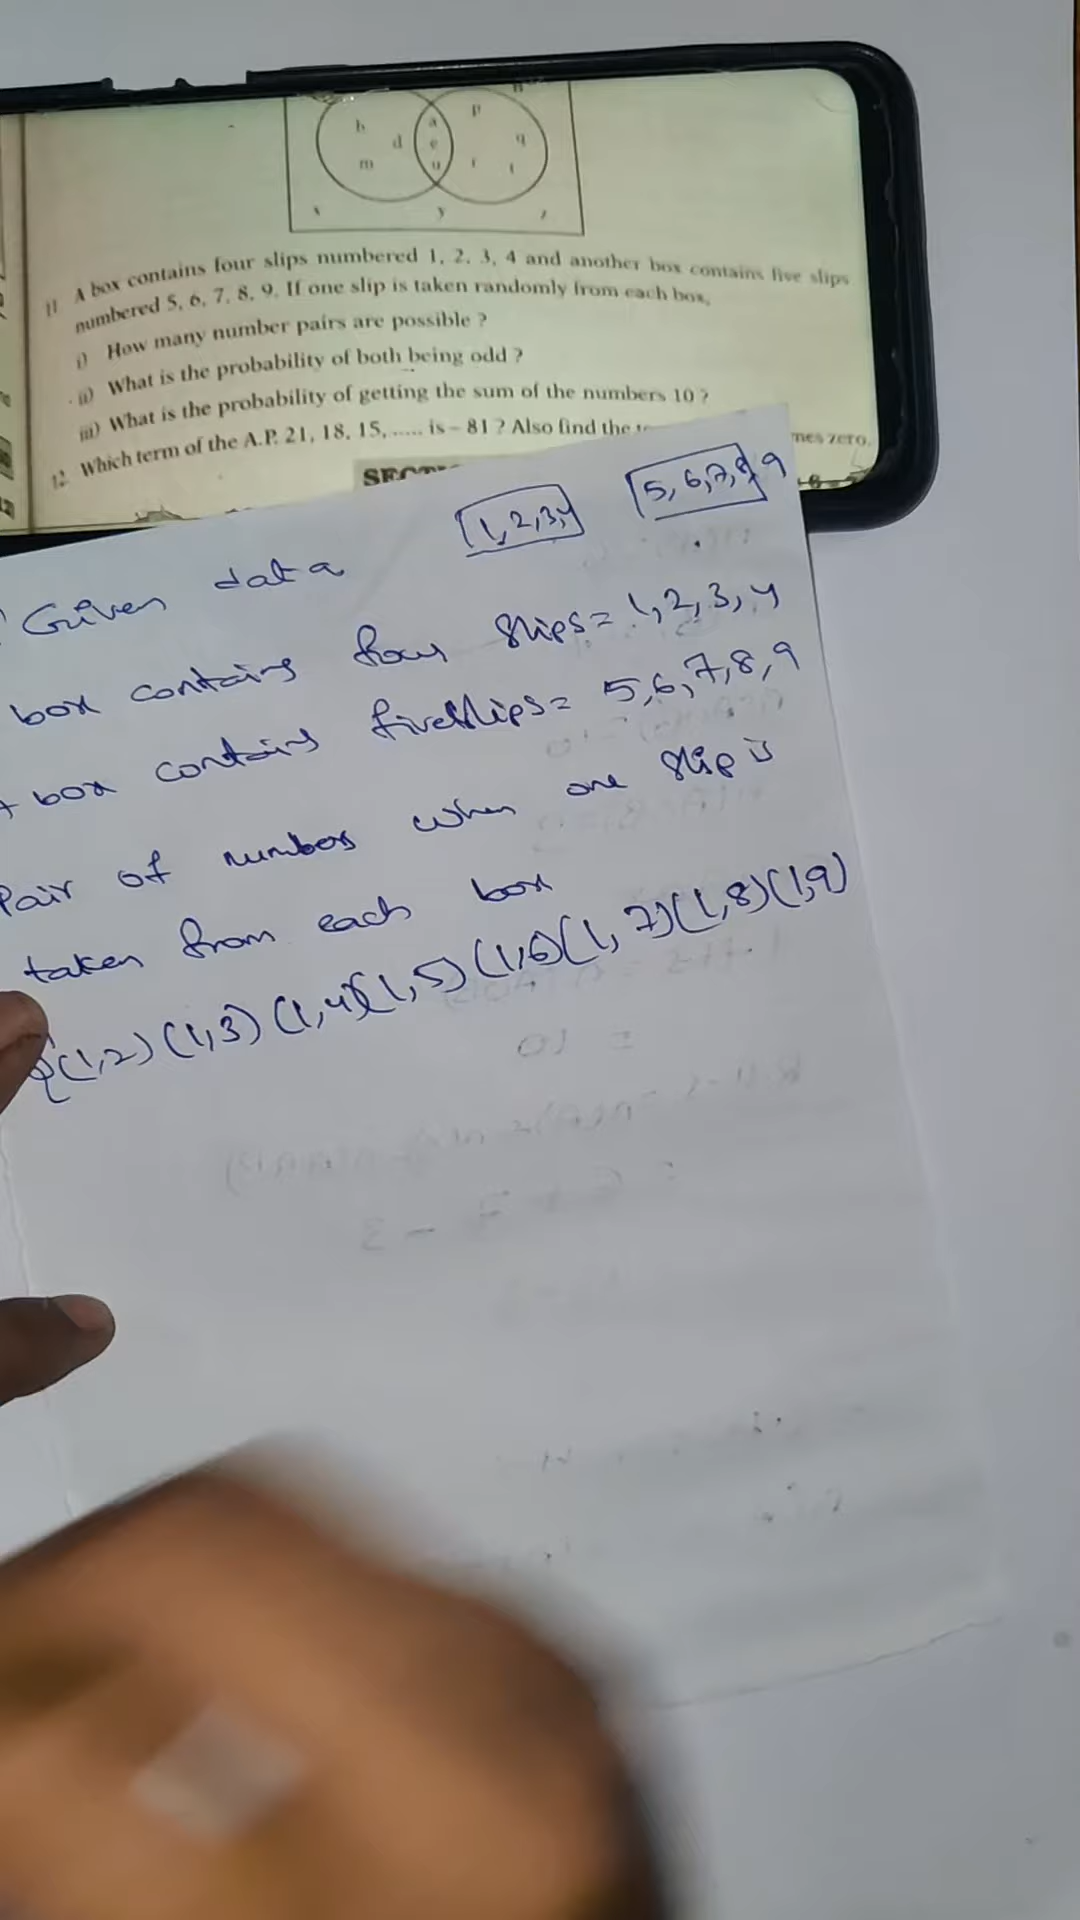 b
d
m
a
e
u
p
q
r
t
y
11 A box contains four slips numbered 1, 2, 3, 4 and another box contains five slips
numbered 5, 6, 7, 8, 9. If one slip is taken randomly from each box,
i) How many number pairs are possible ?
ii) What is the probability of both being odd ?
iii) What is the probability of getting the sum of the numbers 10 ?
12. Which term of the A.P. 21, 18, 15, ..... is – 81 ? Also find the mes zero.
[1,2,3,4] [5,6,7,8,9
Given data
box contains four slips= 1,2,3,4
box contains fiveslips= 5,6,7,8,9
Pair of numbers when one slip is
taken from each box
{(1,2) (1,3) (1,4)(1,5) (1,6)(1,7)(1,8)(1,9)